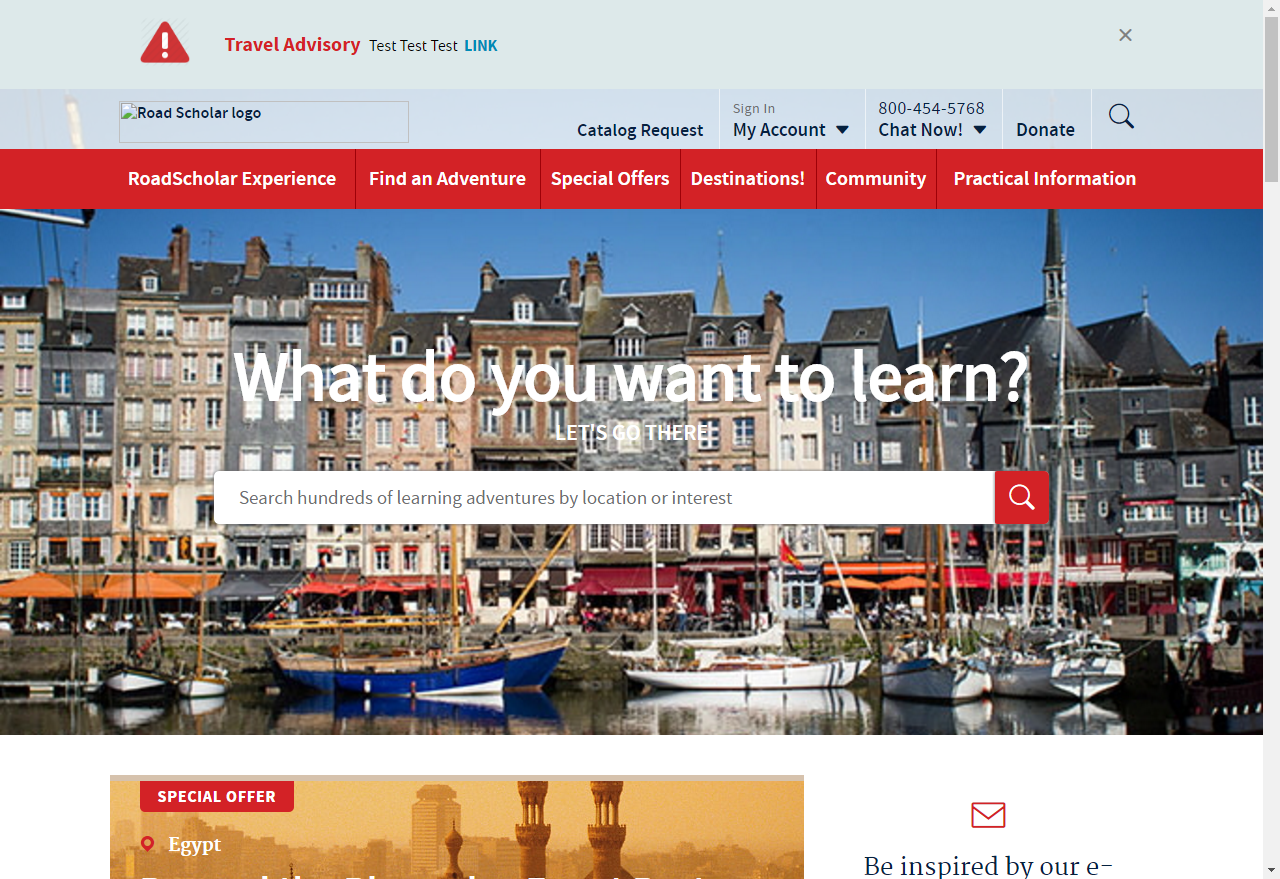 Travel Advisory Test Test Test LINK
Road Scholar logo
Catalog Request
Sign In
My Account
800-454-5768
Chat Now!
Donate
RoadScholar Experience
Find an Adventure
Special Offers
Destinations!
Community
Practical Information
What do you want to learn?
LET'S GO THERE
Search hundreds of learning adventures by location or interest
SPECIAL OFFER
Egypt
Be inspired by our e-